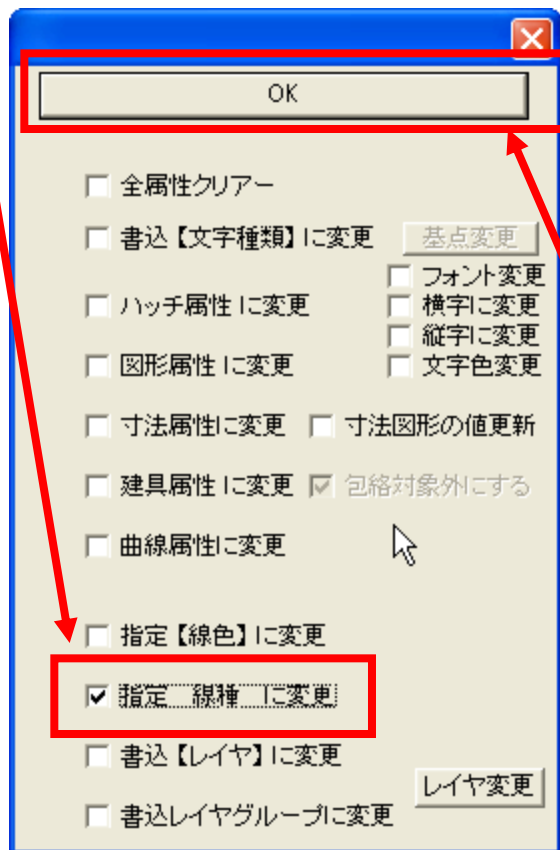 OK
全属性クリアー
書込【文字種類】に変更 基点変更
フォント変更
ハッチ属性に変更 横字に変更
縦字に変更
図形属性に変更 文字色変更
寸法属性に変更 寸法図形の値更新
建具属性に変更 包絡対象外にする
曲線属性に変更
指定【線色】に変更
指定 線種 に変更
書込【レイヤ】に変更
レイヤ変更
書込レイヤグループに変更